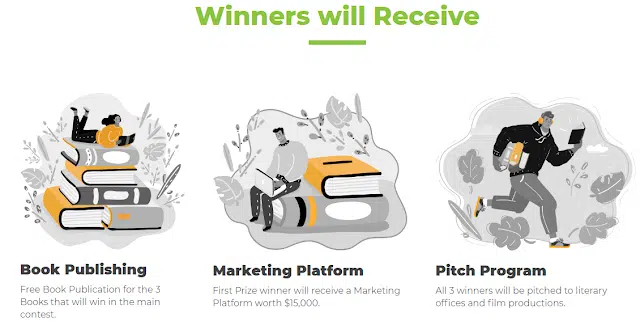 Winners will Receive
Book Publishing
Free Book Publication for the 3
Books that will win in the main
contest.
Marketing Platform
First Prize winner will receive a Marketing
Platform worth $15,000.
Pitch Program
All 3 winners will be pitched to literary
offices and film productions.